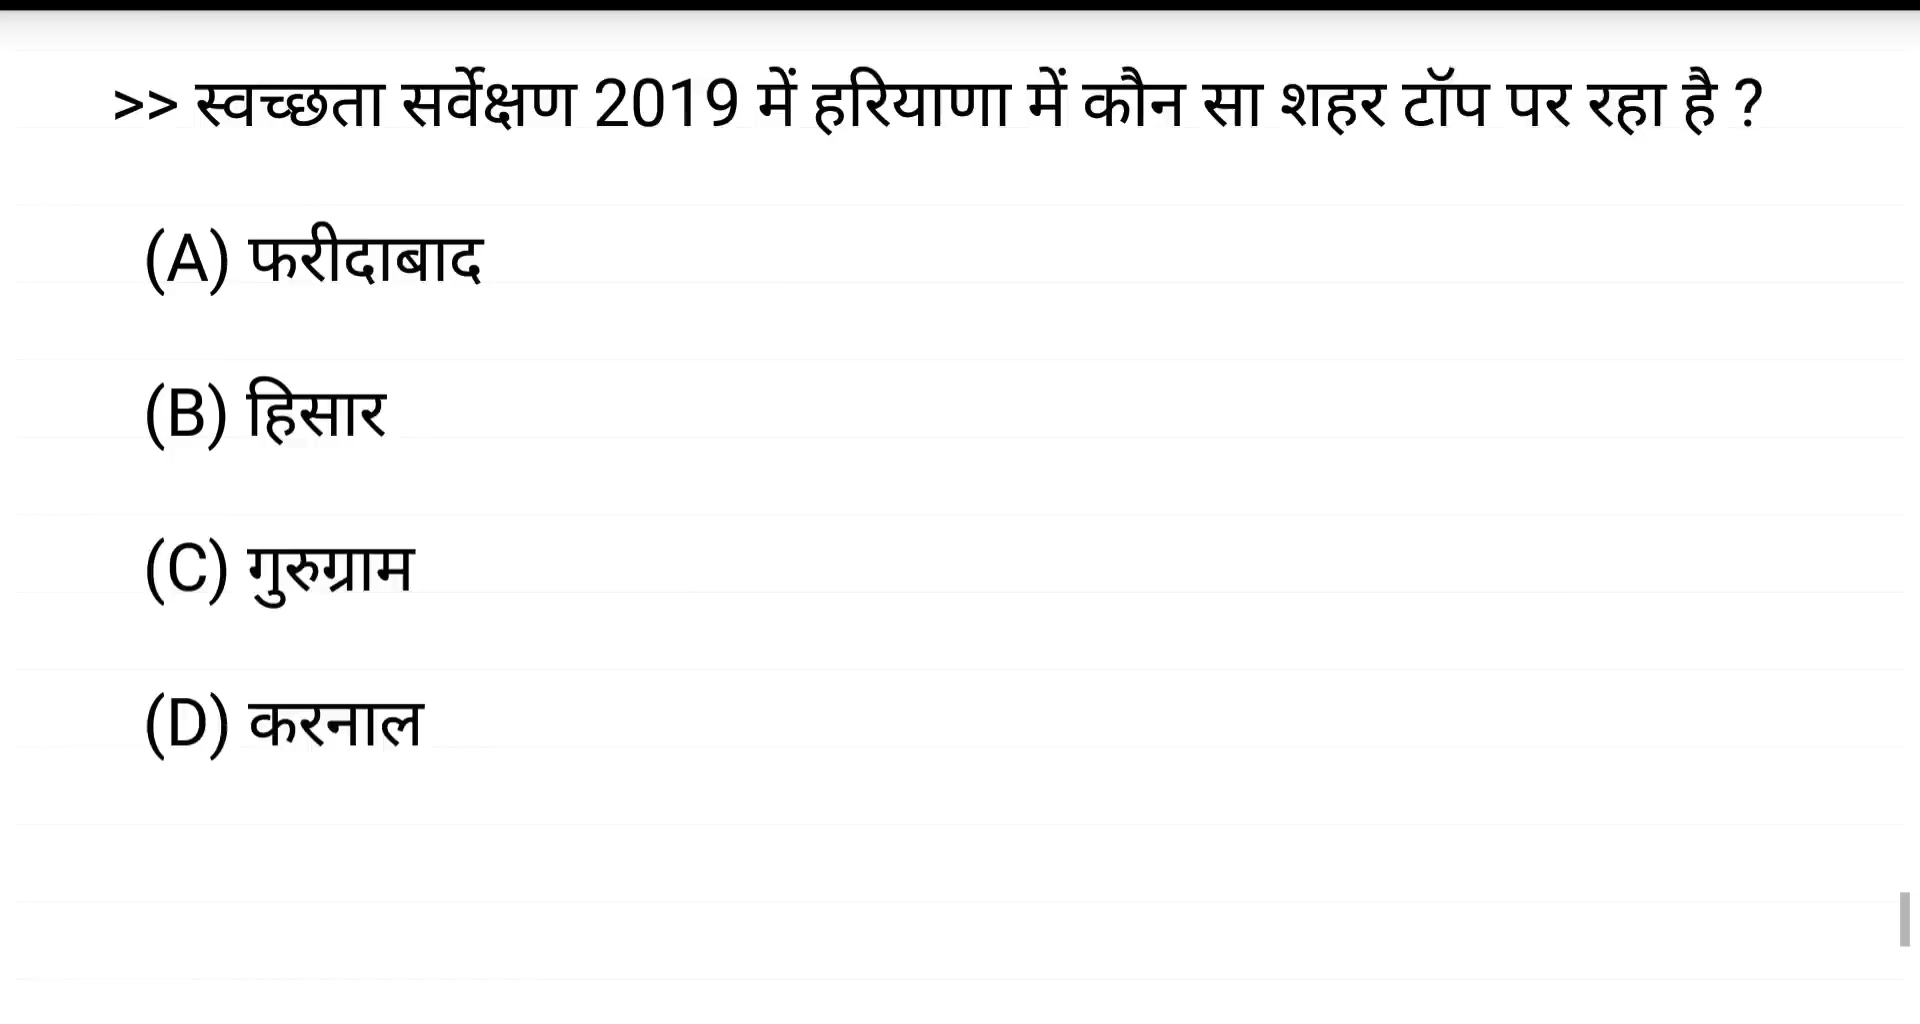 >> स्वच्छता सर्वेक्षण 2019 में हरियाणा में कौन सा शहर टॉप पर रहा है ?
(A) फरीदाबाद
(B) हिसार
(C) गुरुग्राम
(D) करनाल